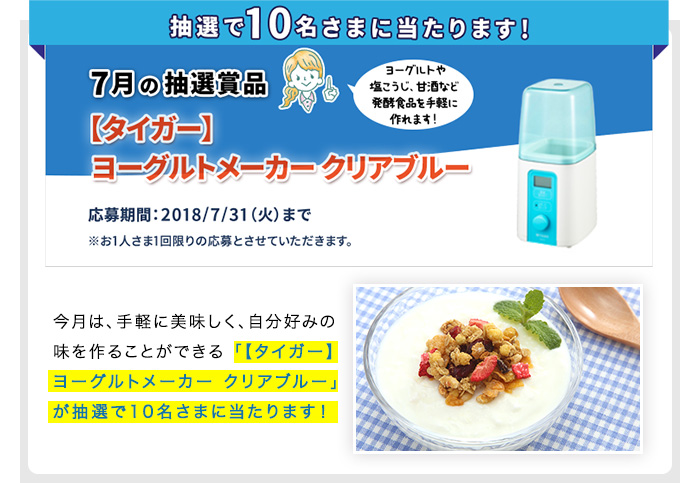 抽選で10名さまに当たります!
7月の抽選賞品
ヨーグルトや
塩こうじ、甘酒など
発酵食品を手軽に
作れます!
【タイガー】
ヨーグルトメーカー クリアブルー
応募期間:2018/7/31(火)まで
※お1人さま1回限りの応募とさせていただきます。
今月は、手軽に美味しく、自分好みの
味を作ることができる 「【タイガー】
ヨーグルトメーカー クリアブルー」
が抽選で10名さまに当たります!